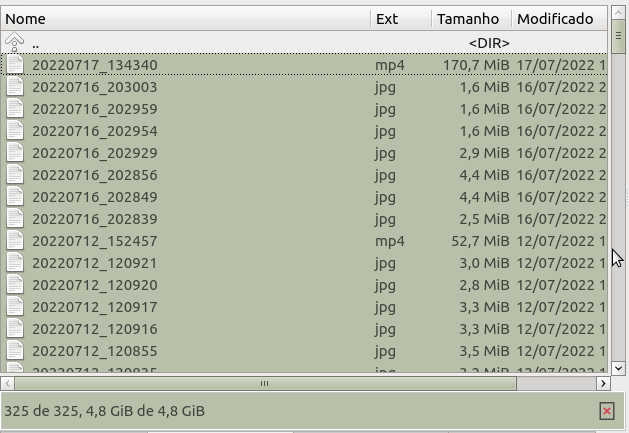 Nome Ext Tamanho Modificado
.. <DIR>
20220717_134340 mp4 170,7 MiB 17/07/2022 1
20220716_203003 jpg 1,6 MiB 16/07/2022 2
20220716_202959 jpg 1,6 MiB 16/07/2022 2
20220716_202954 jpg 1,6 MiB 16/07/2022 2
20220716_202929 jpg 2,9 MiB 16/07/2022 2
20220716_202856 jpg 4,4 MiB 16/07/2022 2
20220716_202849 jpg 4,4 MiB 16/07/2022 2
20220716_202839 jpg 2,5 MiB 16/07/2022 2
20220712_152457 mp4 52,7 MiB 12/07/2022 1
20220712_120921 jpg 3,0 MiB 12/07/2022 1
20220712_120920 jpg 2,8 MiB 12/07/2022 1
20220712_120917 jpg 3,3 MiB 12/07/2022 1
20220712_120916 jpg 3,3 MiB 12/07/2022 1
20220712_120855 jpg 3,5 MiB 12/07/2022 1
325 de 325, 4,8 GiB de 4,8 GiB